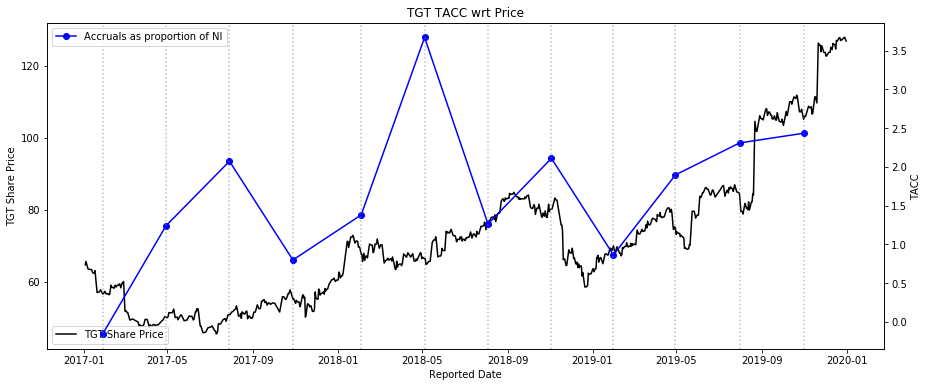 TGT TACC wrt Price
Accruals as proportion of NI
TGT Share Price
120
100
80
60
TGT Share Price
3.5
3.0
2.5
2.0
1.5
1.0
0.5
0.0
TACC
2017-01 2017-05 2017-09 2018-01 2018-05 2018-09 2019-01 2019-05 2019-09 2020-01
Reported Date